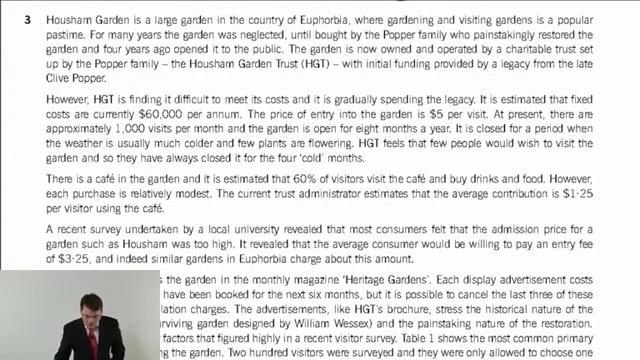 3 Housham Garden is a large garden in the country of Euphorbia, where gardening and visiting gardens is a popular
pastime. For many years the garden was neglected, until bought by the Popper family who painstakingly restored the
garden and four years ago opened it to the public. The garden is now owned and operated by a charitable trust set
up by the Popper family – the Housham Garden Trust (HGT) – with initial funding provided by a legacy from the late
Clive Popper.
However, HGT is finding it difficult to meet its costs and it is gradually spending the legacy. It is estimated that fixed
costs are currently $60,000 per annum. The price of entry into the garden is $5 per visit. At present, there are
approximately 1,000 visits per month and the garden is open for eight months a year. It is closed for a period when
the weather is usually much colder and few plants are flowering. HGT feels that few people would wish to visit the
garden and so they have always closed it for the four ‘cold’ months.
There is a café in the garden and it is estimated that 60% of visitors visit the café and buy drinks and food. However,
each purchase is relatively modest. The current trust administrator estimates that the average contribution is $1·25
per visitor using the café.
A recent survey undertaken by a local university revealed that most consumers felt that the admission price for a
garden such as Housham was too high. It revealed that the average consumer would be willing to pay an entry fee
of $3·25, and indeed similar gardens in Euphorbia charge about this amount.
the garden in the monthly magazine ‘Heritage Gardens’. Each display advertisement costs
have been booked for the next six months, but it is possible to cancel the last three of these
charges. The advertisements, like HGT’s brochure, stress the historical nature of the
garden designed by William Wessex) and the painstaking nature of the restoration.
factors that figured highly in a recent visitor survey. Table 1 shows the most common
the garden. Two hundred visitors were surveyed and they were only allowed to choose one